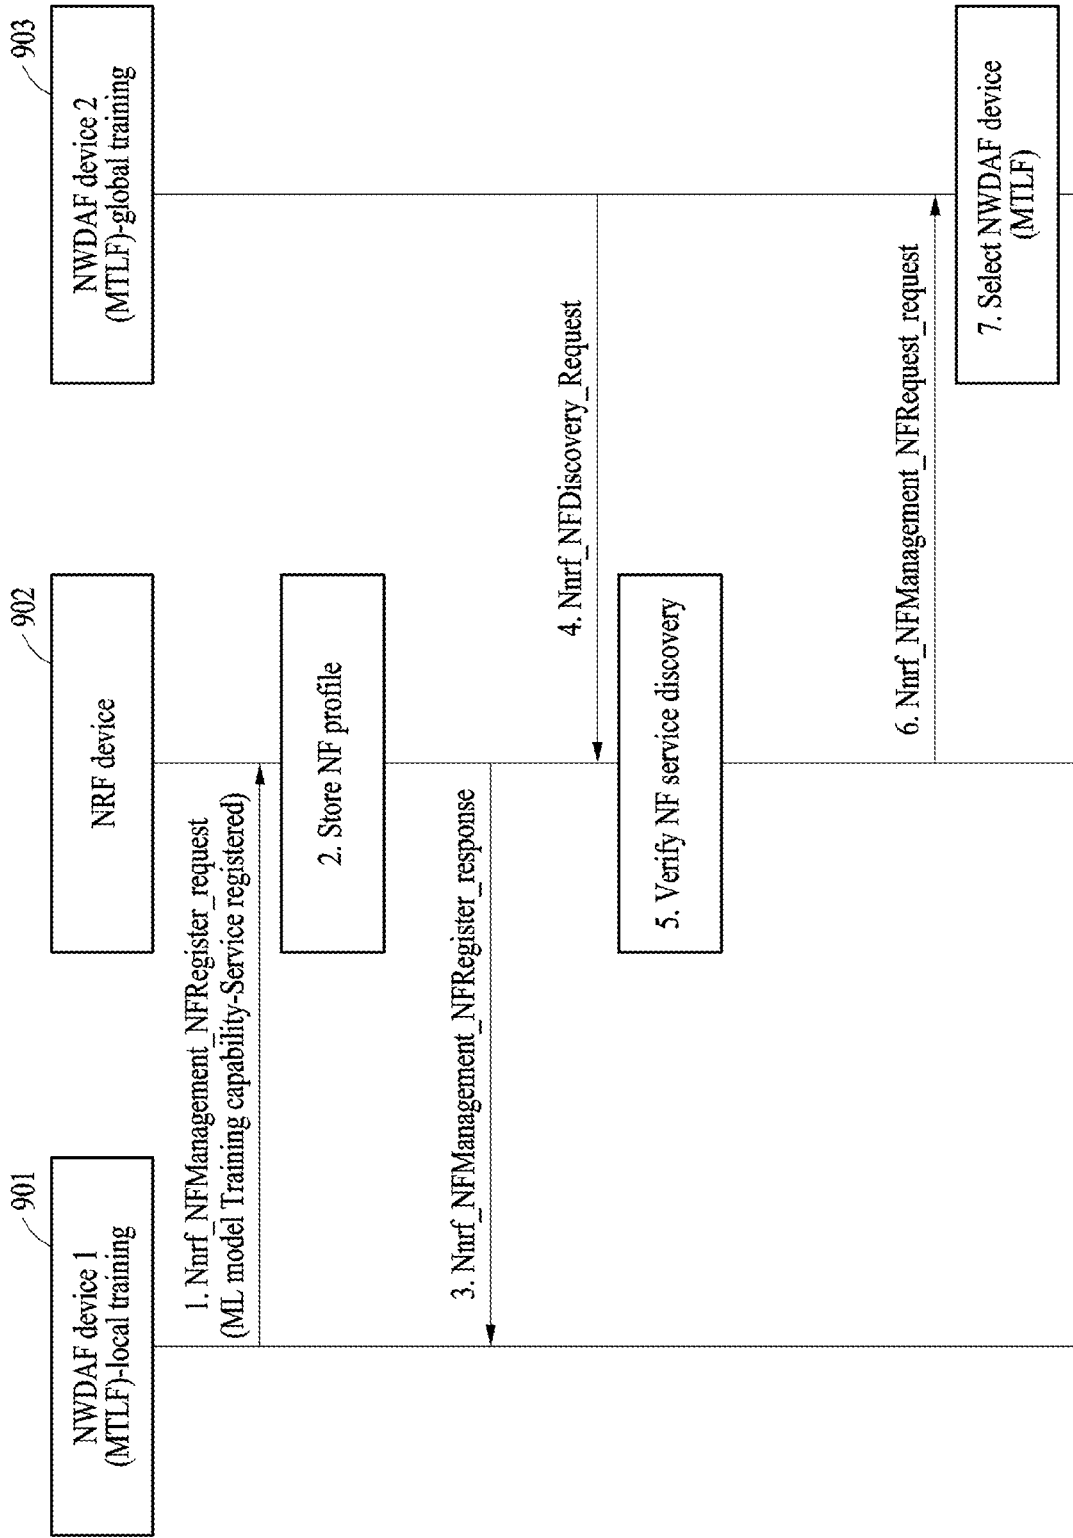 901
NWDAF device 1
(MTLF)-local training
902
NRF device
903
NWDAF device 2
(MTLF)-global training
1. Nnrf_NFManagement_NFRegister_request
(ML model Training capability-Service registered)
2. Store NF profile
3. Nnrf_NFManagement_NFRegister_response
4. Nnrf_NFDiscovery_Request
5. Verify NF service discovery
6. Nnrf_NFManagement_NFRequest_request
7. Select NWDAF device
(MTLF)